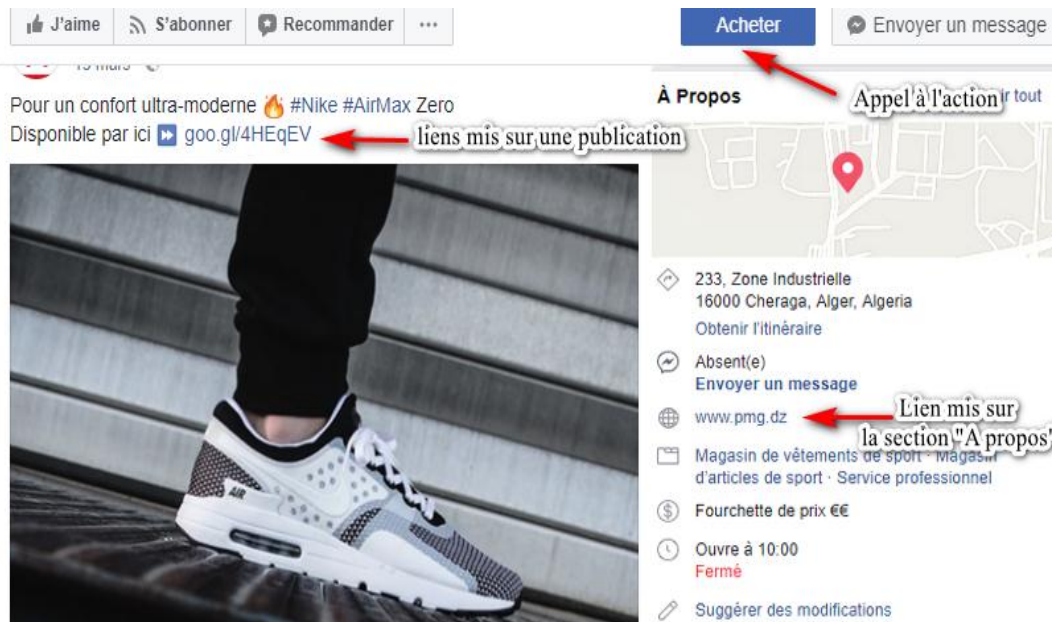 J'aime S'abonner Recommander ...
Acheter Envoyer un message
Appel à l'action
Pour un confort ultra-moderne 🔥 #Nike #AirMax Zero
Disponible par ici ⏩ goo.gl/4HEqEV
liens mis sur une publication
AIR
À Propos
tout
233, Zone Industrielle
16000 Cheraga, Alger, Algeria
Obtenir l'itinéraire
Absent(e)
Envoyer un message
www.pmg.dz
Lien mis sur
la section "A propos"
Magasin de vêtements de sport · Magasin
d'articles de sport · Service professionnel
Fourchette de prix €€
Ouvre à 10:00
Fermé
Suggérer des modifications